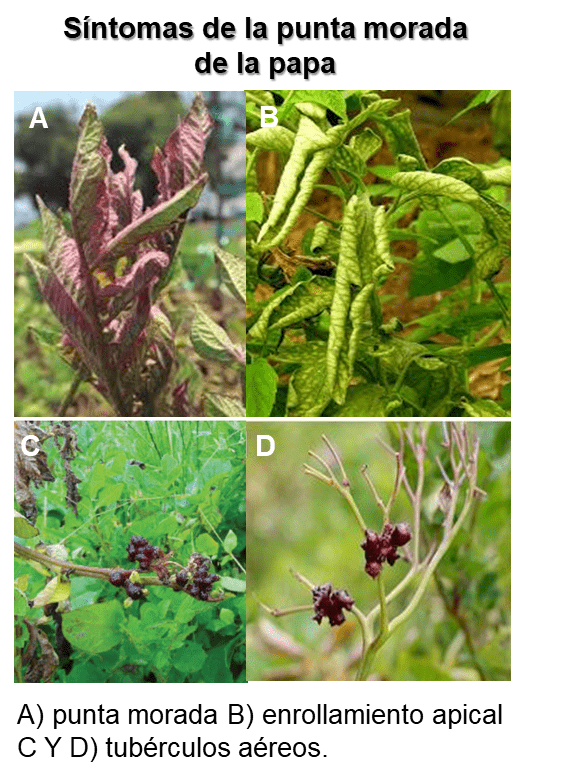 Síntomas de la punta morada
de la papa
A
B
C
D
A) punta morada B) enrollamiento apical
C Y D) tubérculos aéreos.